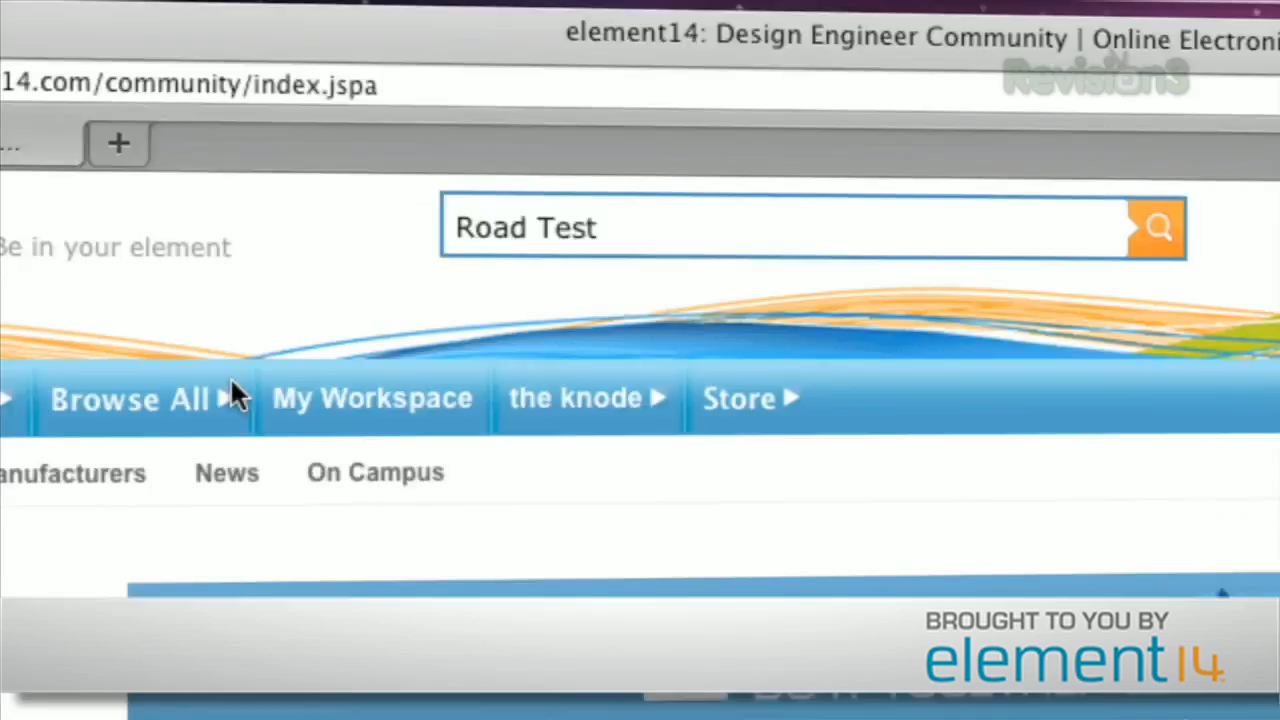 element14: Design Engineer Community | Online Electroni
Revision3
14.com/community/index.jspa
...
+
Road Test
Be in your element
Browse All
My Workspace
the knode
Store
anufacturers
News
On Campus
BROUGHT TO YOU BY
element14